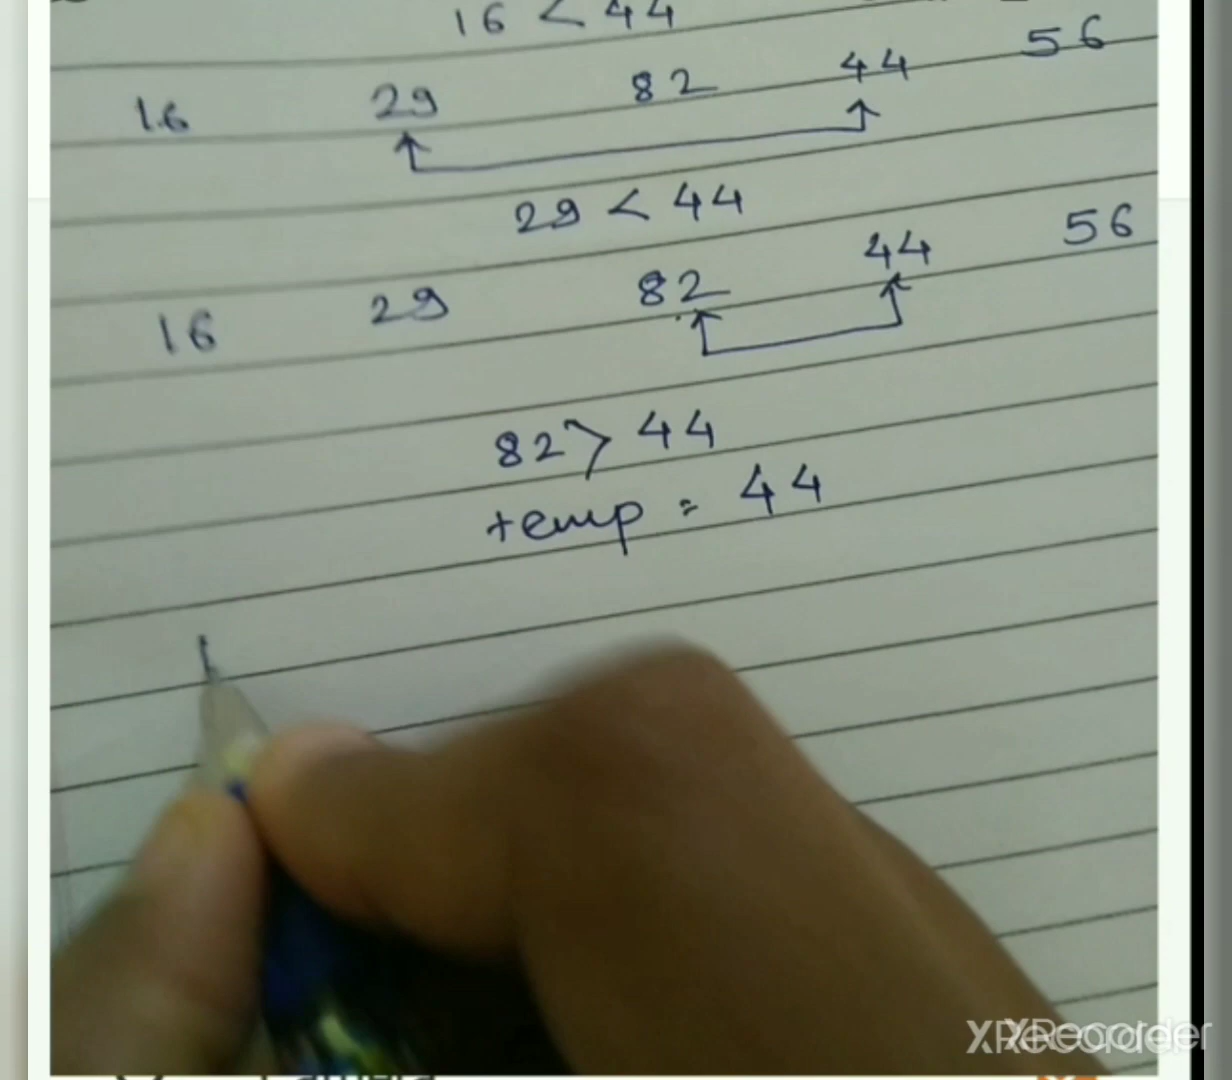 16 < 44
16 29 82 44 56
29 < 44
16 29 82 44 56
82 > 44
temp = 44
XRecorder